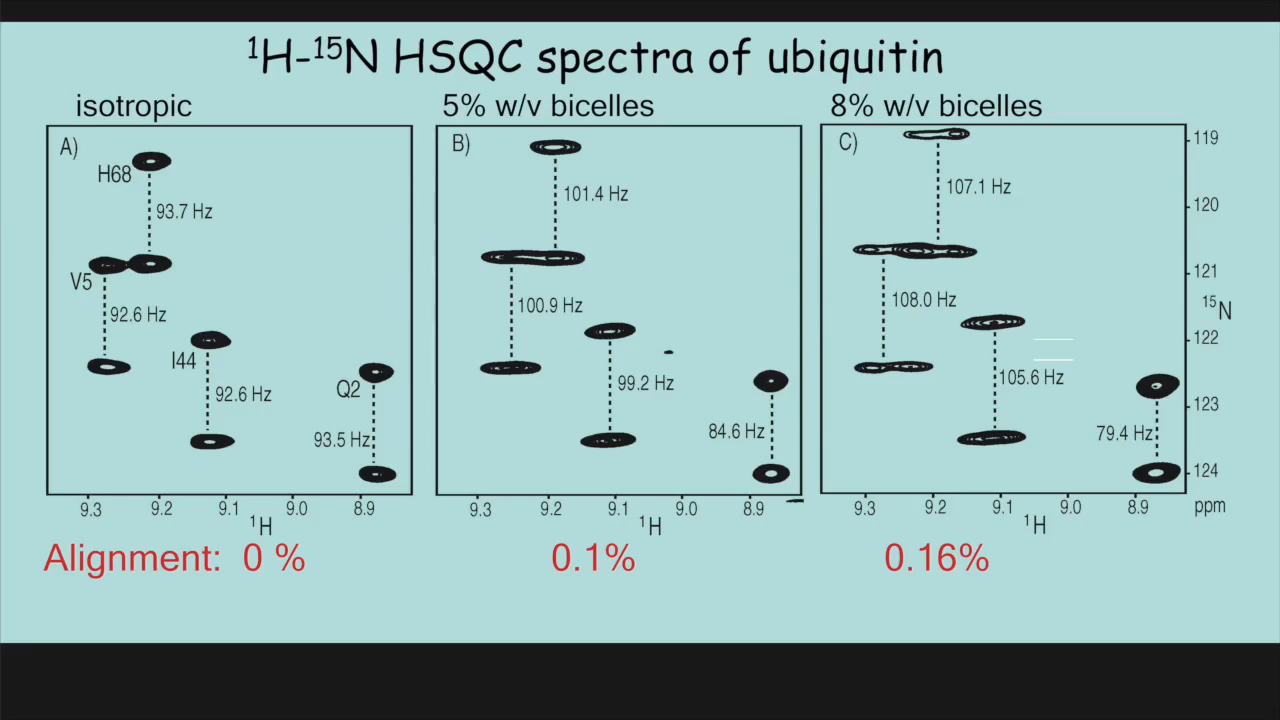 ¹H-¹⁵N HSQC spectra of ubiquitin
isotropic
5% w/v bicelles
8% w/v bicelles
A)
H68
93.7 Hz
V5
92.6 Hz
I44
92.6 Hz
Q2
93.5 Hz
9.3 9.2 9.1 9.0 8.9
¹H
B)
101.4 Hz
100.9 Hz
99.2 Hz
84.6 Hz
9.3 9.2 9.1 9.0 8.9
¹H
C)
107.1 Hz
108.0 Hz
105.6 Hz
79.4 Hz
9.3 9.2 9.1 9.0 8.9 ppm
¹H
119
120
121
¹⁵N
122
123
124
Alignment: 0 % 0.1% 0.16%